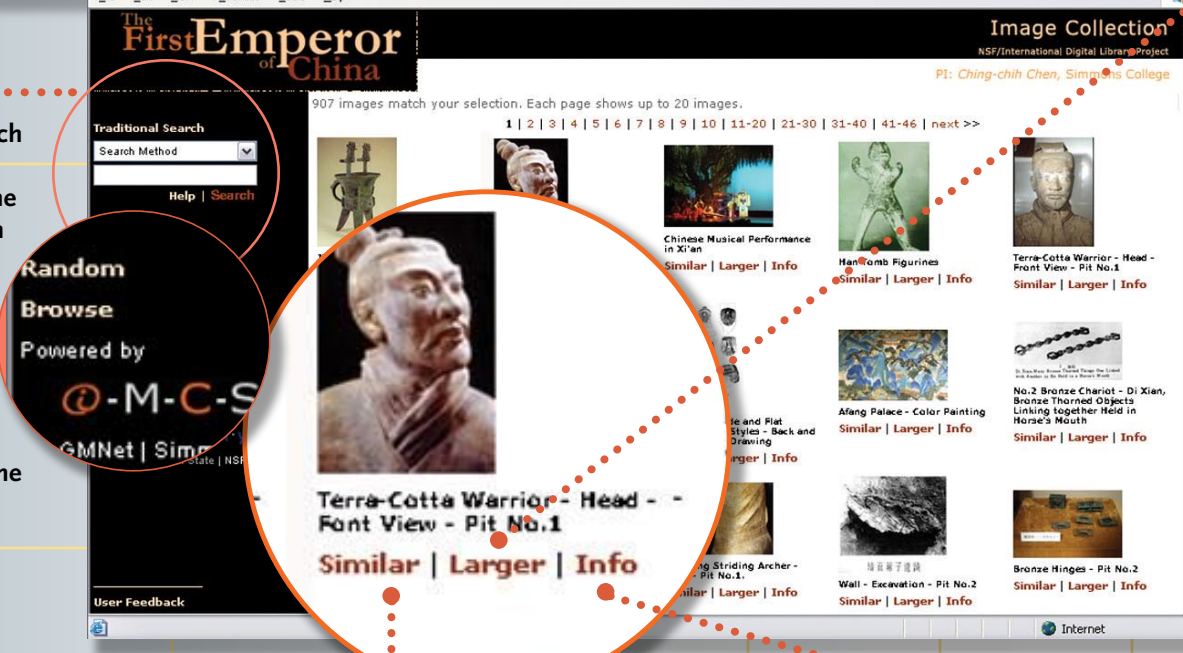 The
First Emperor
of China
Image Collection
NSF/International Digital Library Project
PI: Ching-chih Chen, Simmons College
907 images match your selection. Each page shows up to 20 images.
1 | 2 | 3 | 4 | 5 | 6 | 7 | 8 | 9 | 10 | 11-20 | 21-30 | 31-40 | 41-46 | next >>
Traditional Search
Search Method
Help | Search
Random
Browse
Powered by
i-M-C-S
GMNet | Simm
State | NSF
User Feedback
Terra-Cotta Warrior - Head - -
Font View - Pit No.1
Similar | Larger | Info
Chinese Musical Performance
in Xi'an
Similar | Larger | Info
Han Tomb Figurines
Similar | Larger | Info
Terra-Cotta Warrior - Head -
Front View - Pit No.1
Similar | Larger | Info
and Flat
Styles - Back and
Drawing
rger | Info
Afang Palace - Color Painting
Similar | Larger | Info
No.2 Bronze Chariot - Di Xian,
Bronze Thorned Objects
Linking together Held in
Horse's Mouth
Similar | Larger | Info
ng Striding Archer -
- Pit No.1.
ilar | Larger | Info
Wall - Excavation - Pit No.2
Similar | Larger | Info
Bronze Hinges - Pit No.2
Similar | Larger | Info
Internet